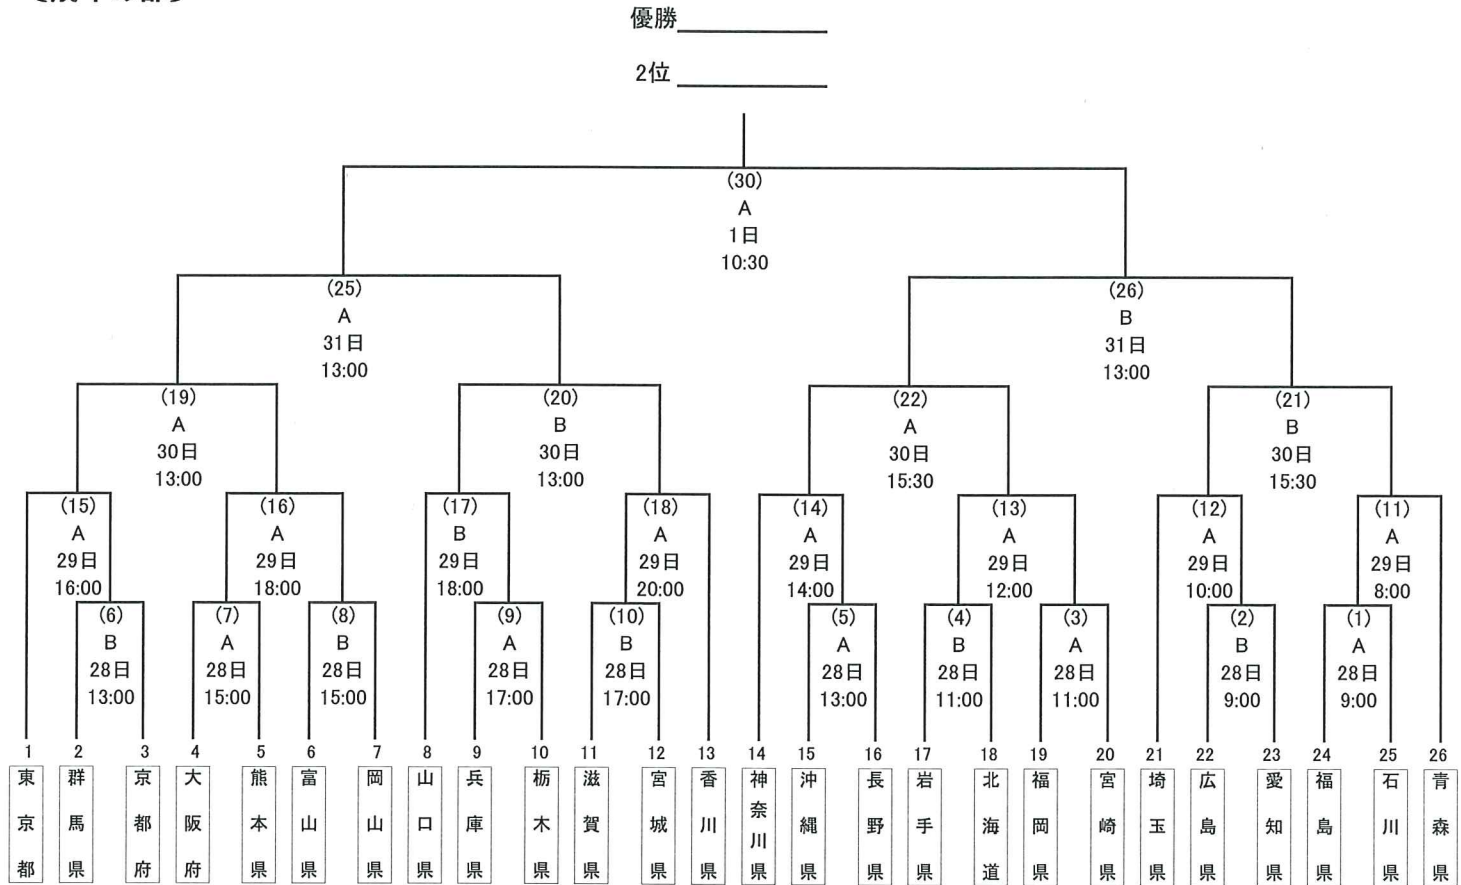 優勝
2位
(30)
A
1日
10:30
(25)
A
31日
13:00
(26)
B
31日
13:00
(19)
A
30日
13:00
(20)
B
30日
13:00
(22)
A
30日
15:30
(21)
B
30日
15:30
(15)
A
29日
16:00
(16)
A
29日
18:00
(17)
B
29日
18:00
(18)
A
29日
20:00
(14)
A
29日
14:00
(13)
A
29日
12:00
(12)
A
29日
10:00
(11)
A
29日
8:00
(6)
B
28日
13:00
(7)
A
28日
15:00
(8)
B
28日
15:00
(9)
A
28日
17:00
(10)
B
28日
17:00
(5)
A
28日
13:00
(4)
B
28日
11:00
(3)
A
28日
11:00
(2)
B
28日
9:00
(1)
A
28日
9:00
1 2 3 4 5 6 7 8 9 10 11 12 13 14 15 16 17 18 19 20 21 22 23 24 25 26
東京都
群馬県
京都府
大阪府
熊本県
富山県
岡山県
山口県
兵庫県
栃木県
滋賀県
宮城県
香川県
神奈川県
沖縄県
長野県
岩手県
北海道
福岡県
宮崎県
埼玉県
広島県
愛知県
福島県
石川県
青森県